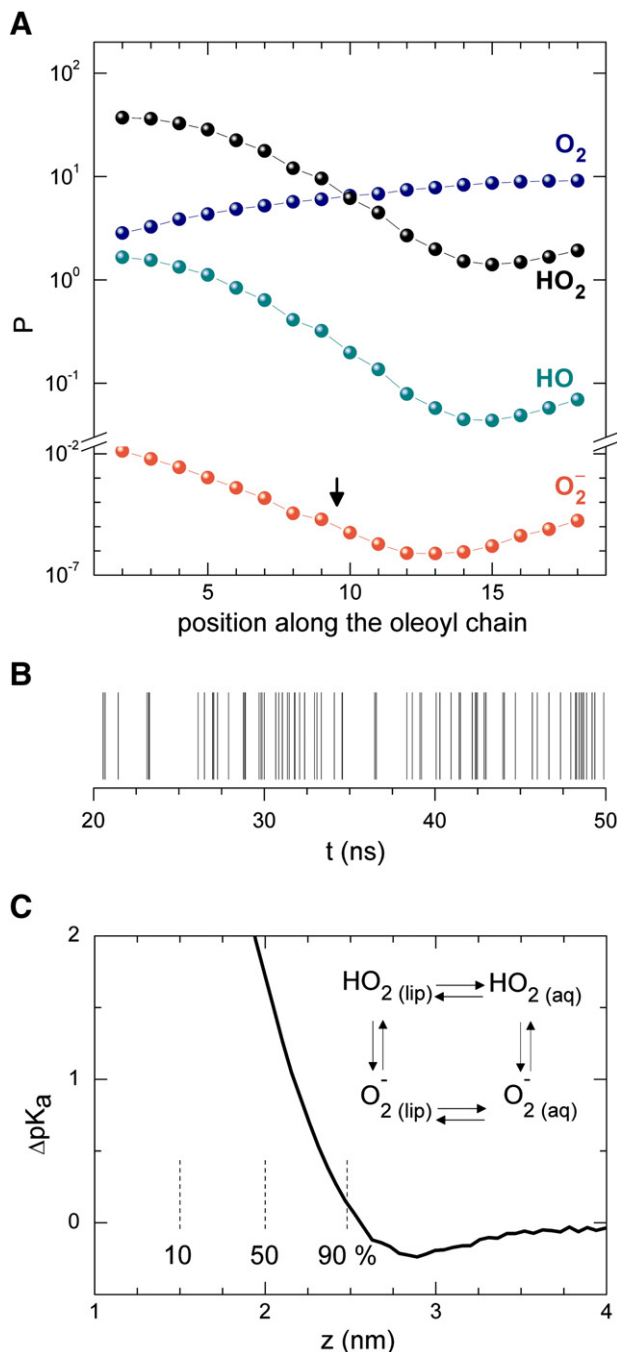 A
10²
10¹
10⁰
10⁻¹
10⁻²
10⁻⁷
P
O₂
HO₂
HO
O₂⁻
5 10 15
position along the oleoyl chain
B
20 30 40 50
t (ns)
C
2
1
0
ΔpKa
HO₂ (lip) HO₂ (aq)
O₂⁻ (lip) O₂⁻ (aq)
10 50 90 %
1 2 3 4
z (nm)